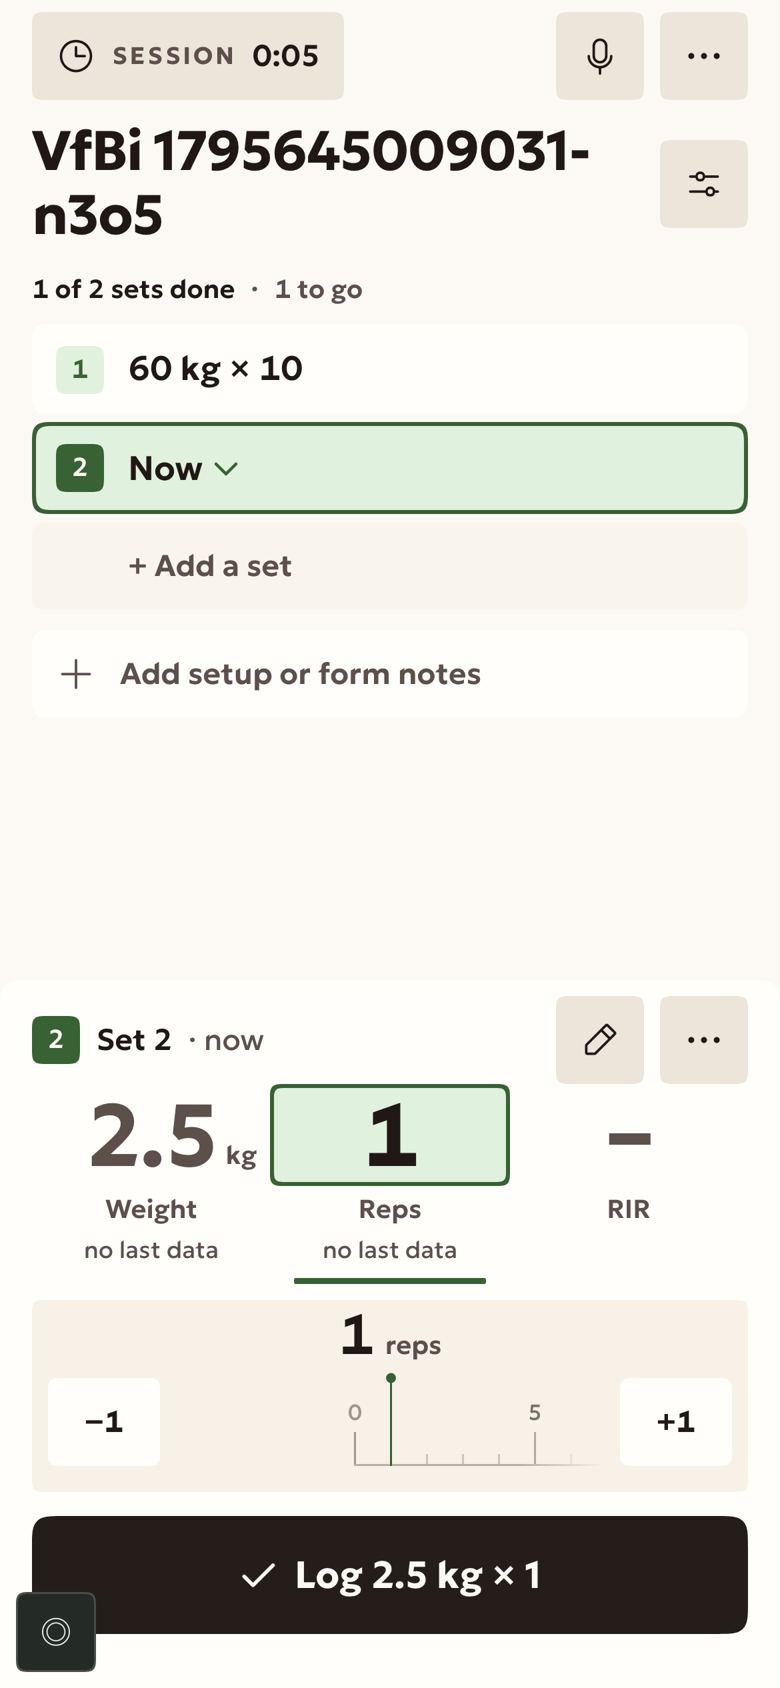 SESSION 0:05
VfBi 1795645009031-
n3o5
1 of 2 sets done · 1 to go
1 60 kg × 10
2 Now
+ Add a set
Add setup or form notes
2 Set 2 · now
2.5 kg 1 –
Weight Reps RIR
no last data no last data
1 reps
0 5
−1 +1
Log 2.5 kg × 1